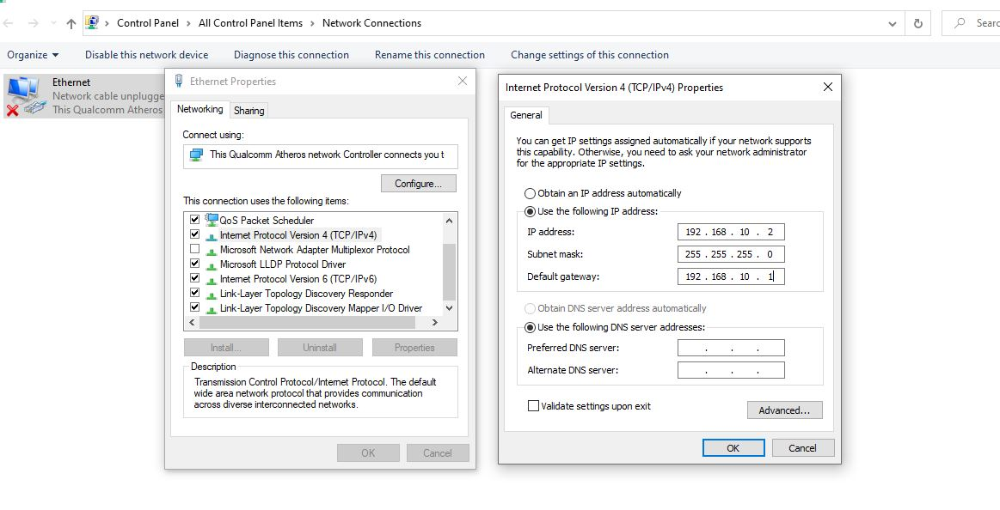 Control Panel > All Control Panel Items > Network Connections
Searc
Organize
Disable this network device
Diagnose this connection
Rename this connection
Change settings of this connection
Ethernet
Network cable unplugge
This Qualcomm Atheros
Ethernet Properties
Networking
Sharing
Connect using:
This Qualcomm Atheros network Controller connects you t
Configure...
This connection uses the following items:
QoS Packet Scheduler
Internet Protocol Version 4 (TCP/IPv4)
Microsoft Network Adapter Multiplexor Protocol
Microsoft LLDP Protocol Driver
Internet Protocol Version 6 (TCP/IPv6)
Link-Layer Topology Discovery Responder
Link-Layer Topology Discovery Mapper I/O Driver
Install...
Uninstall
Properties
Description
Transmission Control Protocol/Internet Protocol. The default
wide area network protocol that provides communication
across diverse interconnected networks.
OK
Cancel
Internet Protocol Version 4 (TCP/IPv4) Properties
General
You can get IP settings assigned automatically if your network supports
this capability. Otherwise, you need to ask your network administrator
for the appropriate IP settings.
Obtain an IP address automatically
Use the following IP address:
IP address: 192 . 168 . 10 . 2
Subnet mask: 255 . 255 . 255 . 0
Default gateway: 192 . 168 . 10 . 1
Obtain DNS server address automatically
Use the following DNS server addresses:
Preferred DNS server: . . .
Alternate DNS server: . . .
Validate settings upon exit
Advanced...
OK
Cancel